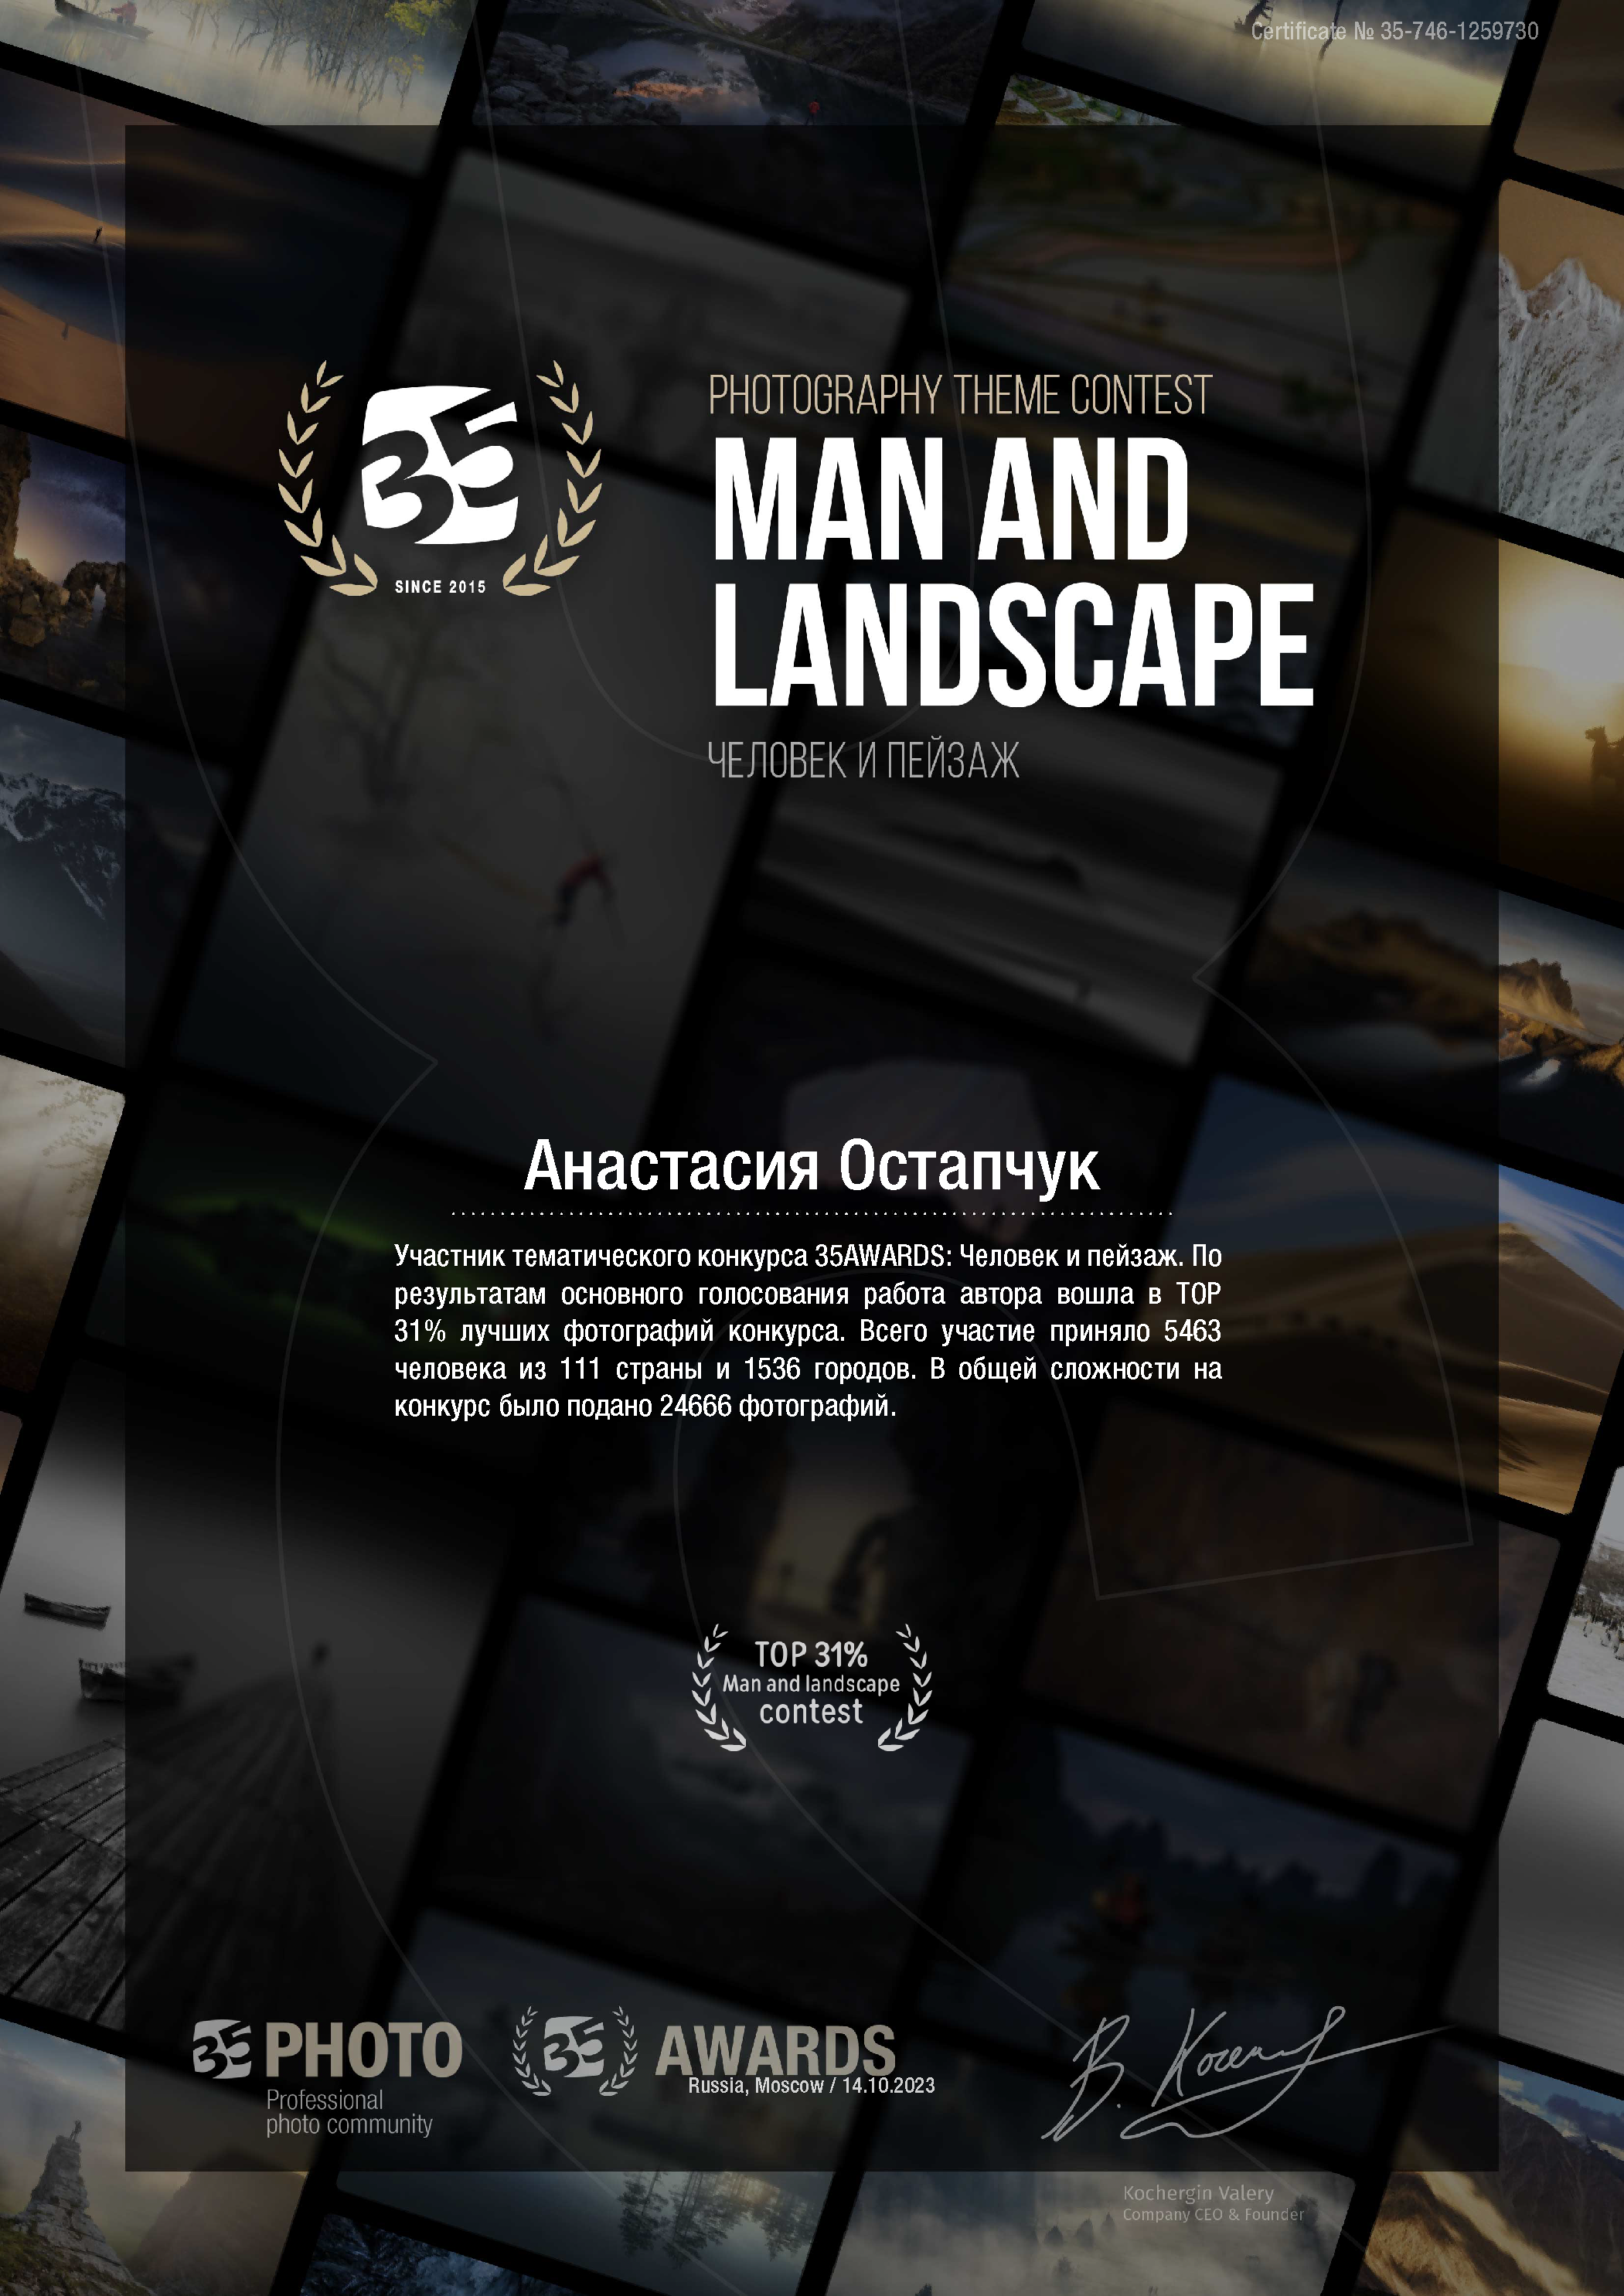 Certificate № 35-746-1259730
35
SINCE 2015
PHOTOGRAPHY THEME CONTEST
MAN AND
LANDSCAPE
ЧЕЛОВЕК И ПЕЙЗАЖ
Анастасия Остапчук
Участник тематического конкурса 35AWARDS: Человек и пейзаж. По
результатам основного голосования работа автора вошла в TOP
31% лучших фотографий конкурса. Всего участие приняло 5463
человека из 111 страны и 1536 городов. В общей сложности на
конкурс было подано 24666 фотографий.
TOP 31%
Man and landscape
contest
35 PHOTO
Professional
photo community
35 AWARDS
Russia, Moscow / 14.10.2023
Kochergin Valery
Company CEO & Founder